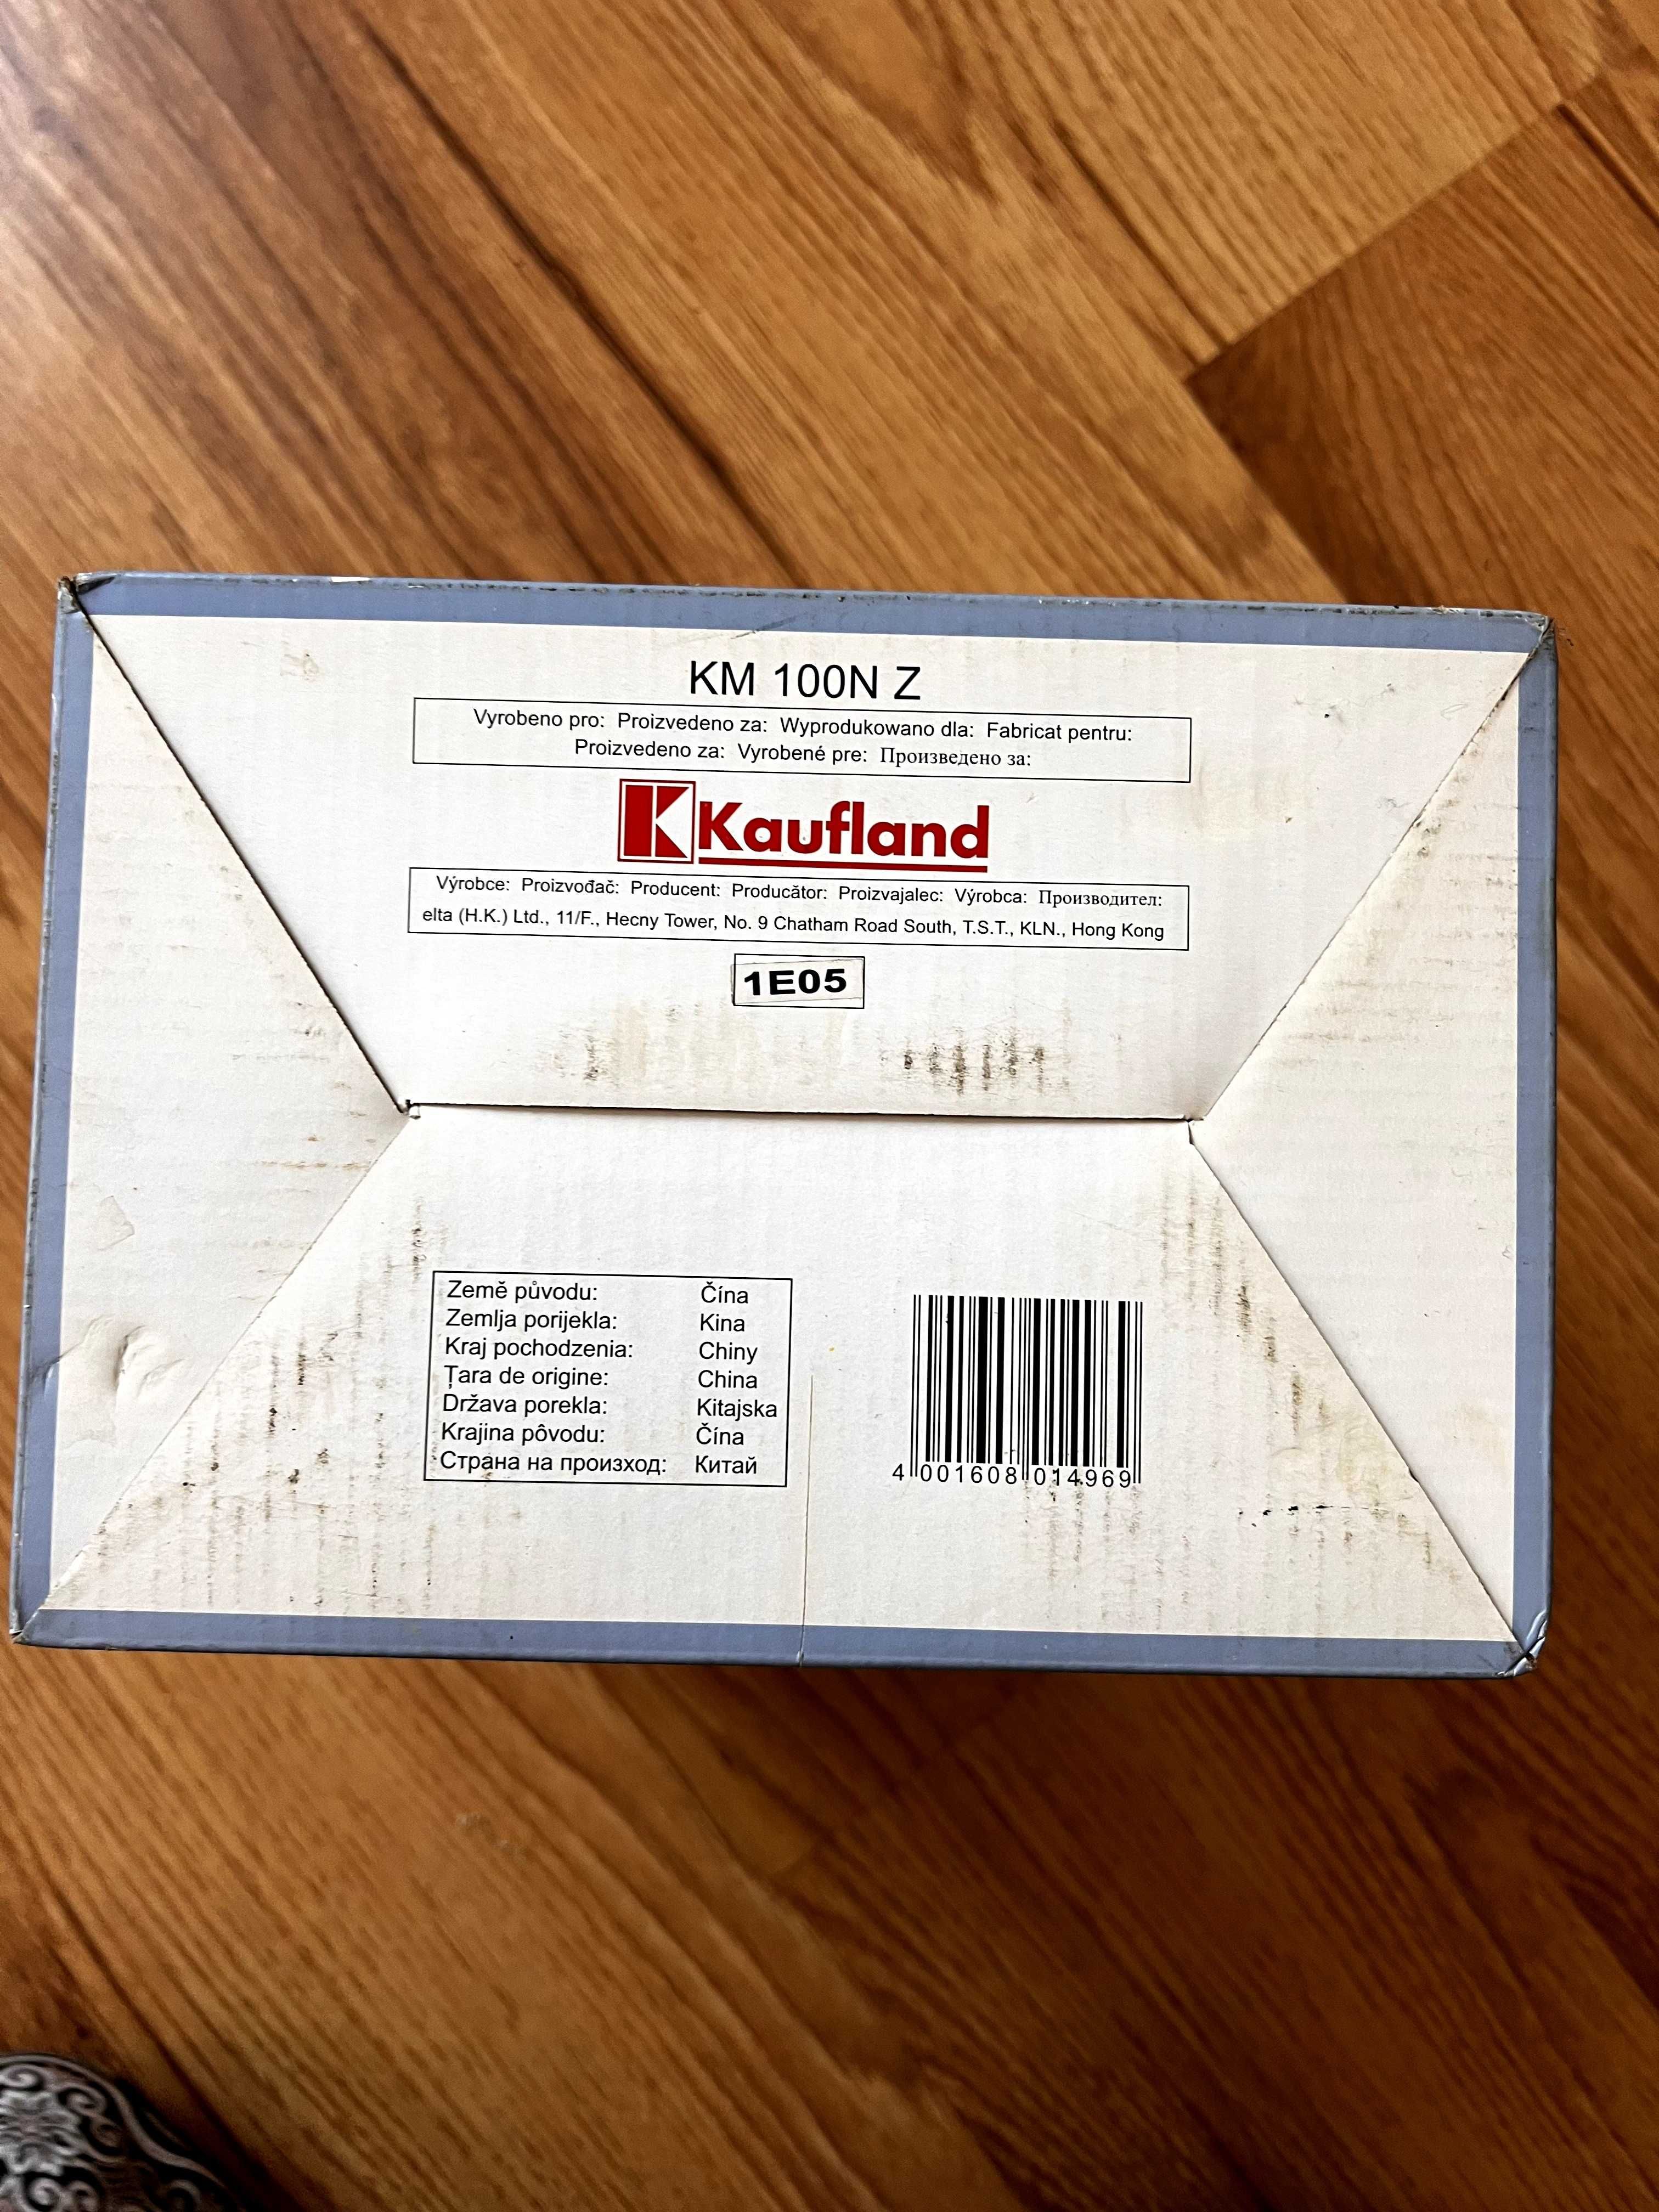 KM 100N Z
Vyrobeno pro: Proizvedeno za: Wyprodukowano dla: Fabricat pentru:
Proizvedeno za: Vyrobené pre: Произведено за:
K Kaufland
Výrobce: Proizvođač: Producent: Producător: Proizvajalec: Výrobca: Производител:
elta (H.K.) Ltd., 11/F., Hecny Tower, No. 9 Chatham Road South, T.S.T., KLN., Hong Kong
1E05
Země původu: Čína
Zemlja porijekla: Kina
Kraj pochodzenia: Chiny
Țara de origine: China
Država porekla: Kitajska
Krajina pôvodu: Čína
Страна на произход: Китай
4 001608 014969